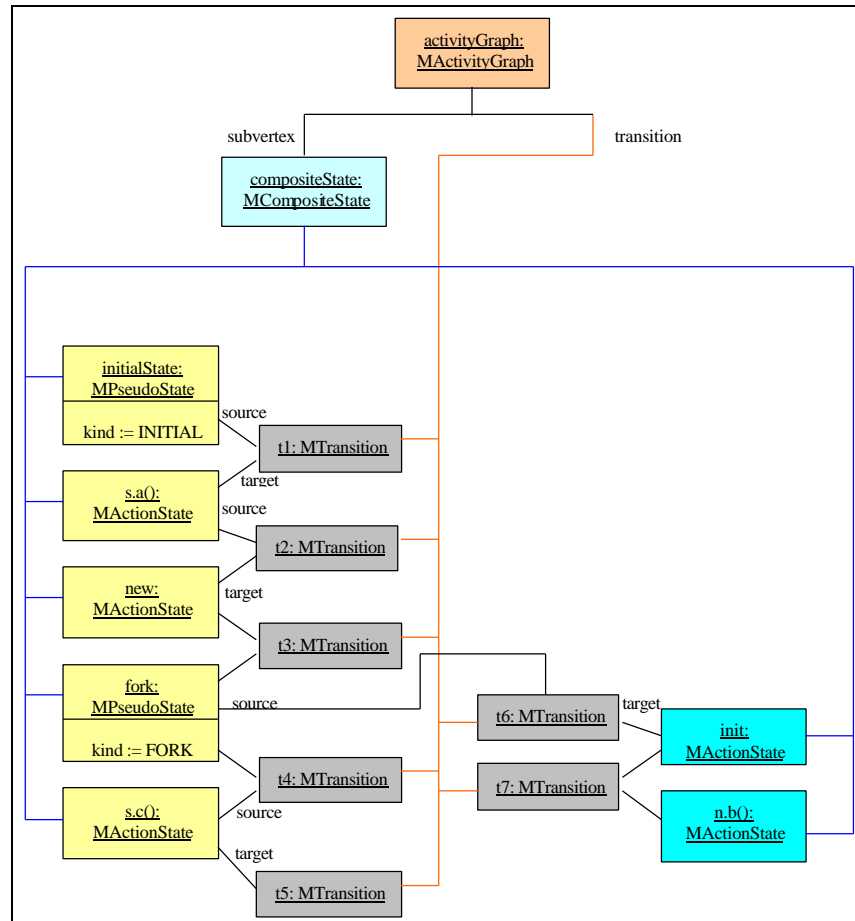 activityGraph:
MActivityGraph
subvertex
transition
compositeState:
MCompositeState
initialState:
MPseudoState
kind := INITIAL
source
t1: MTransition
target
s.a():
MActionState
source
t2: MTransition
new:
MActionState
target
t3: MTransition
fork:
MPseudoState
kind := FORK
source
t6: MTransition
target
init:
MActionState
t4: MTransition
t7: MTransition
s.c():
MActionState
source
n.b():
MActionState
target
t5: MTransition